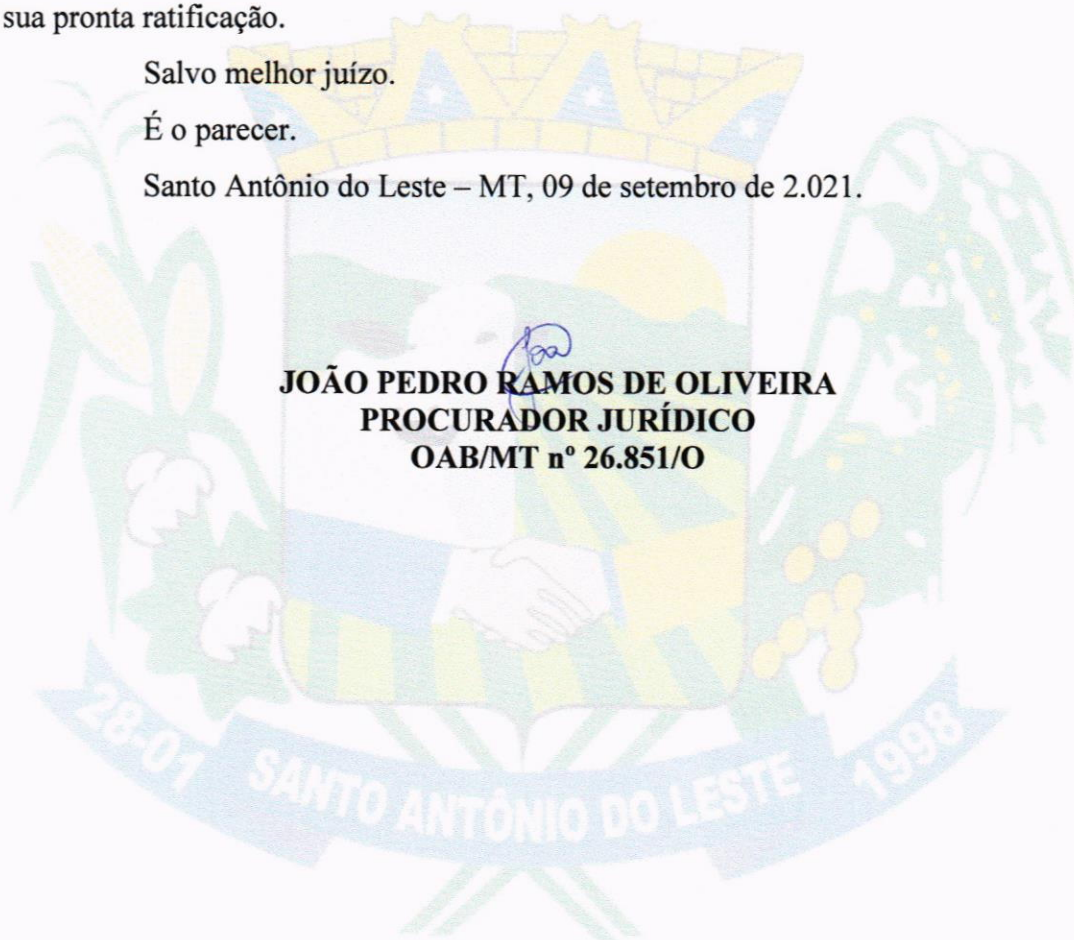 sua pronta ratificação.
Salvo melhor juízo.
É o parecer.
Santo Antônio do Leste – MT, 09 de setembro de 2.021.
JOÃO PEDRO RAMOS DE OLIVEIRA
PROCURADOR JURÍDICO
OAB/MT nº 26.851/O
28-01 SANTO ANTÔNIO DO LESTE 1998